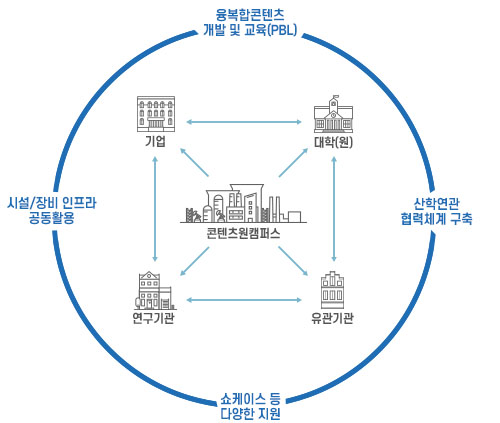 융복합콘텐츠
개발 및 교육(PBL)
기업
대학(원)
시설/장비 인프라
공동활용
산학연관
협력체계 구축
콘텐츠원캠퍼스
연구기관
유관기관
쇼케이스 등
다양한 지원